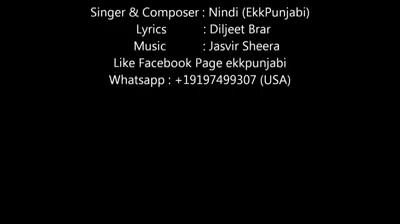 Singer & Composer : Nindi (EkkPunjabi)
Lyrics : Diljeet Brar
Music : Jasvir Sheera
Like Facebook Page ekkpunjabi
Whatsapp : +19197499307 (USA)